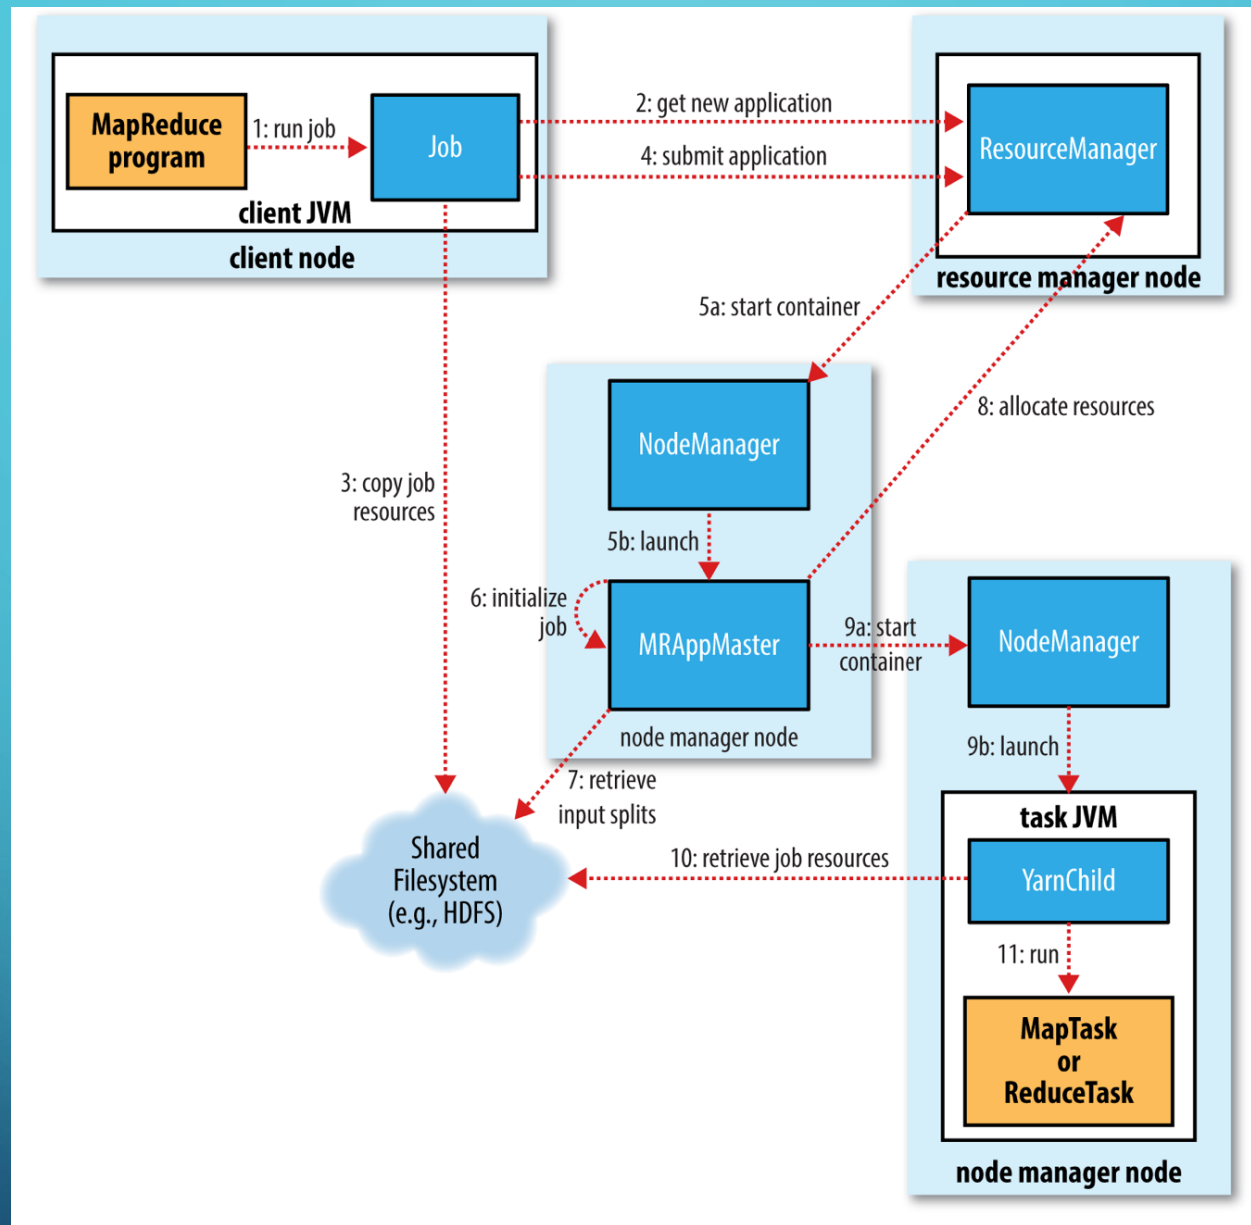 MapReduce
program
1: run job
Job
client JVM
client node
2: get new application
4: submit application
ResourceManager
resource manager node
5a: start container
8: allocate resources
3: copy job
resources
NodeManager
5b: launch
6: initialize
job
MRAppMaster
node manager node
7: retrieve
input splits
9a: start
container
NodeManager
9b: launch
task JVM
YarnChild
10: retrieve job resources
Shared
Filesystem
(e.g., HDFS)
11: run
MapTask
or
ReduceTask
node manager node